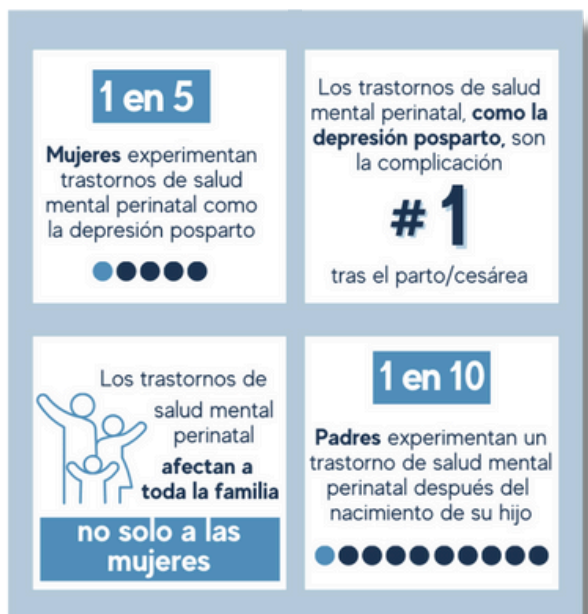 1 en 5
Mujeres experimentan
trastornos de salud
mental perinatal como
la depresión posparto
Los trastornos de salud
mental perinatal, como la
depresión posparto, son
la complicación
# 1
tras el parto/cesárea
Los trastornos de
salud mental
perinatal
afectan a
toda la familia
no solo a las
mujeres
1 en 10
Padres experimentan un
trastorno de salud mental
perinatal después del
nacimiento de su hijo